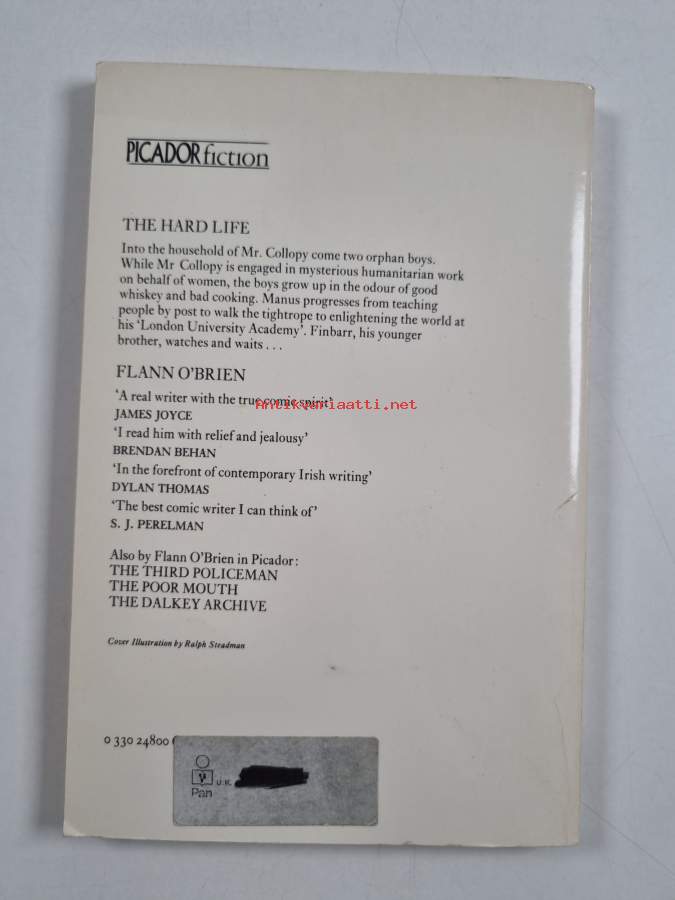 PICADOR fiction
THE HARD LIFE
Into the household of Mr. Collopy come two orphan boys.
While Mr Collopy is engaged in mysterious humanitarian work
on behalf of women, the boys grow up in the odour of good
whiskey and bad cooking. Manus progresses from teaching
people by post to walk the tightrope to enlightening the world at
his 'London University Academy'. Finbarr, his younger
brother, watches and waits . . .
FLANN O'BRIEN
'A real writer with the true comic spirit'
antikvariaatti.net
JAMES JOYCE
'I read him with relief and jealousy'
BRENDAN BEHAN
'In the forefront of contemporary Irish writing'
DYLAN THOMAS
'The best comic writer I can think of'
S. J. PERELMAN
Also by Flann O'Brien in Picador:
THE THIRD POLICEMAN
THE POOR MOUTH
THE DALKEY ARCHIVE
Cover Illustration by Ralph Steadman
0 330 24800
U.K.
Pan